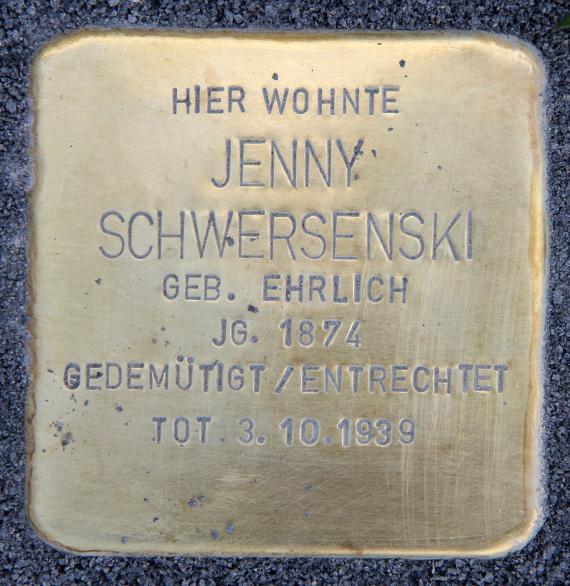 HIER WOHNTE
JENNY
SCHWERSENSKI
GEB. EHRLICH
JG. 1874
GEDEMÜTIGT/ENTRECHTET
TOT 3.10.1939